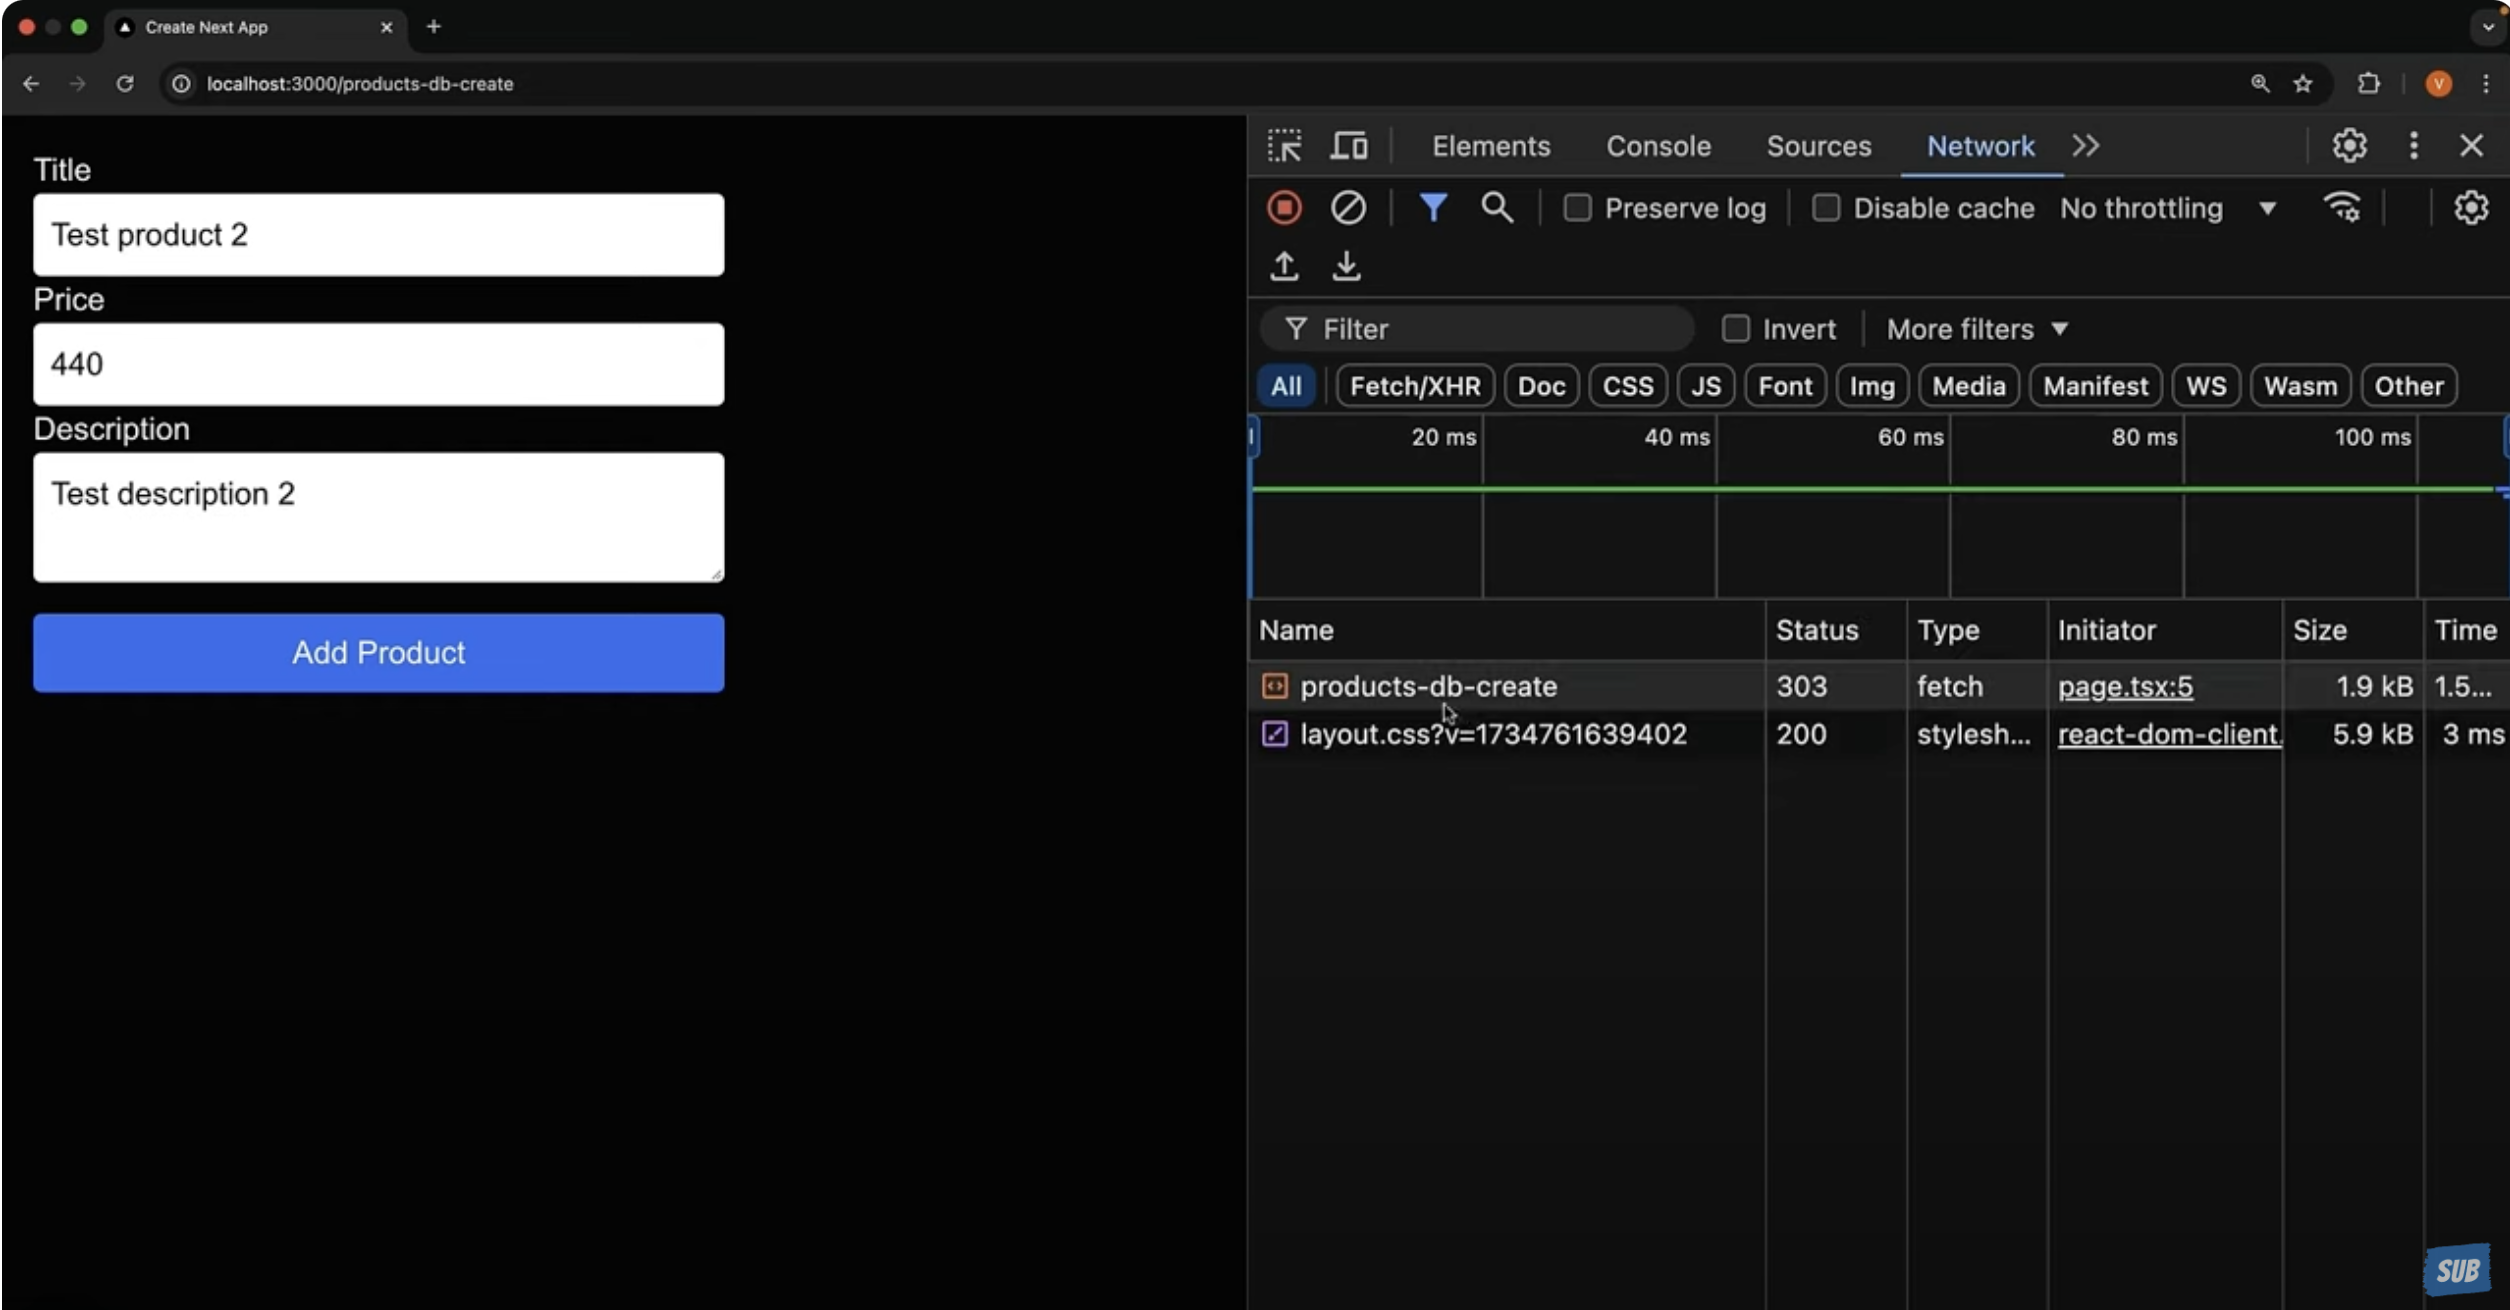 Create Next App
localhost:3000/products-db-create
V
Title
Test product 2
Price
440
Description
Test description 2
Add Product
Elements Console Sources Network
Preserve log Disable cache No throttling
Filter Invert More filters
All Fetch/XHR Doc CSS JS Font Img Media Manifest WS Wasm Other
20 ms 40 ms 60 ms 80 ms 100 ms
Name Status Type Initiator Size Time
products-db-create 303 fetch page.tsx:5 1.9 kB 1.5...
layout.css?v=1734761639402 200 stylesh... react-dom-client. 5.9 kB 3 ms
SUB